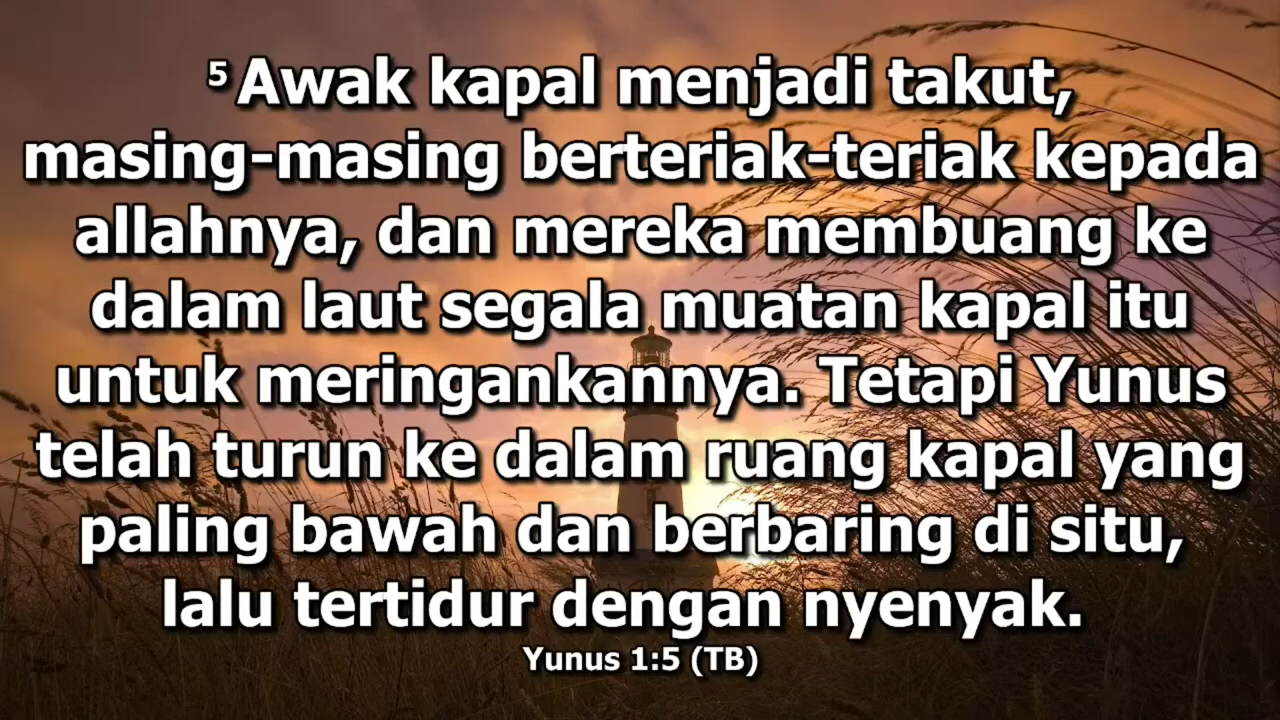 ⁵ Awak kapal menjadi takut,
masing-masing berteriak-teriak kepada
allahnya, dan mereka membuang ke
dalam laut segala muatan kapal itu
untuk meringankannya. Tetapi Yunus
telah turun ke dalam ruang kapal yang
paling bawah dan berbaring di situ,
lalu tertidur dengan nyenyak.
Yunus 1:5 (TB)